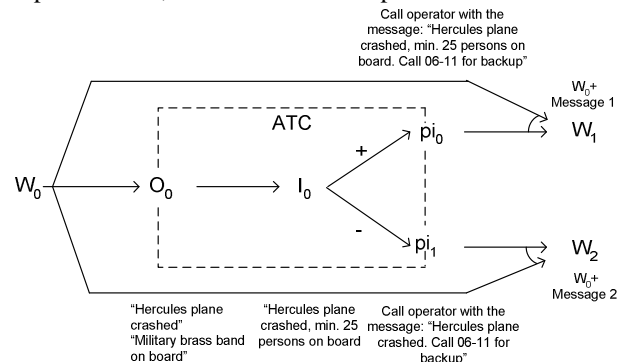 Call operator with the
message: “Hercules plane
crashed, min. 25 persons on
board. Call 06-11 for backup”
W0+
Message 1
ATC
pi0
W1
+
W0
O0
I0
-
pi1
W2
W0+
Message 2
“Hercules plane
crashed”
“Military brass band
on board”
“Hercules plane
crashed, min. 25
persons on board
Call operator with the
message: “Hercules plane
crashed. Call 06-11 for
backup”